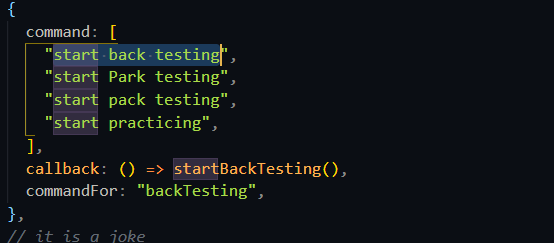 {
command: [
"start back testing",
"start Park testing",
"start pack testing",
"start practicing",
],
callback: () => startBackTesting(),
commandFor: "backTesting",
},
// it is a joke